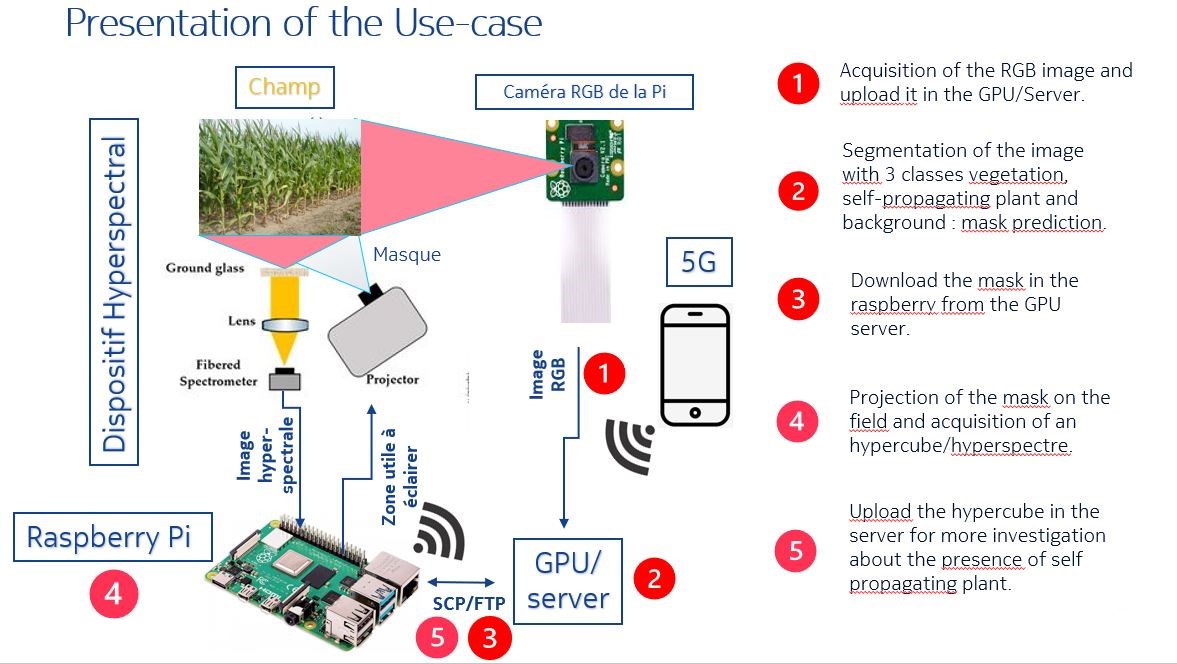 Presentation of the Use-case
Champ
Caméra RGB de la Pi
Dispositif Hyperspectral
Masque
Ground glass
Lens
Fibered
Spectrometer
Projector
5G
Image
RGB
1
Image
hyper-
spectrale
Zone utile à
éclairer
Raspberry Pi
4
GPU/
server
2
SCP/FTP
5
3
1
Acquisition of the RGB image and
upload it in the GPU/Server.
2
Segmentation of the image
with 3 classes vegetation,
self-propagating plant and
background : mask prediction.
3
Download the mask in the
raspberry from the GPU
server.
4
Projection of the mask on the
field and acquisition of an
hypercube/hyperspectre.
5
Upload the hypercube in the
server for more investigation
about the presence of self
propagating plant.